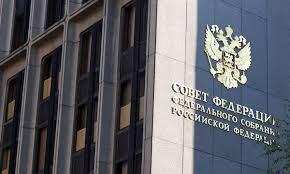 СОВЕТ ФЕДЕРАЦИИ
ФЕДЕРАЛЬНОГО СОБРАНИЯ
РОССИЙСКОЙ ФЕДЕРАЦИИ